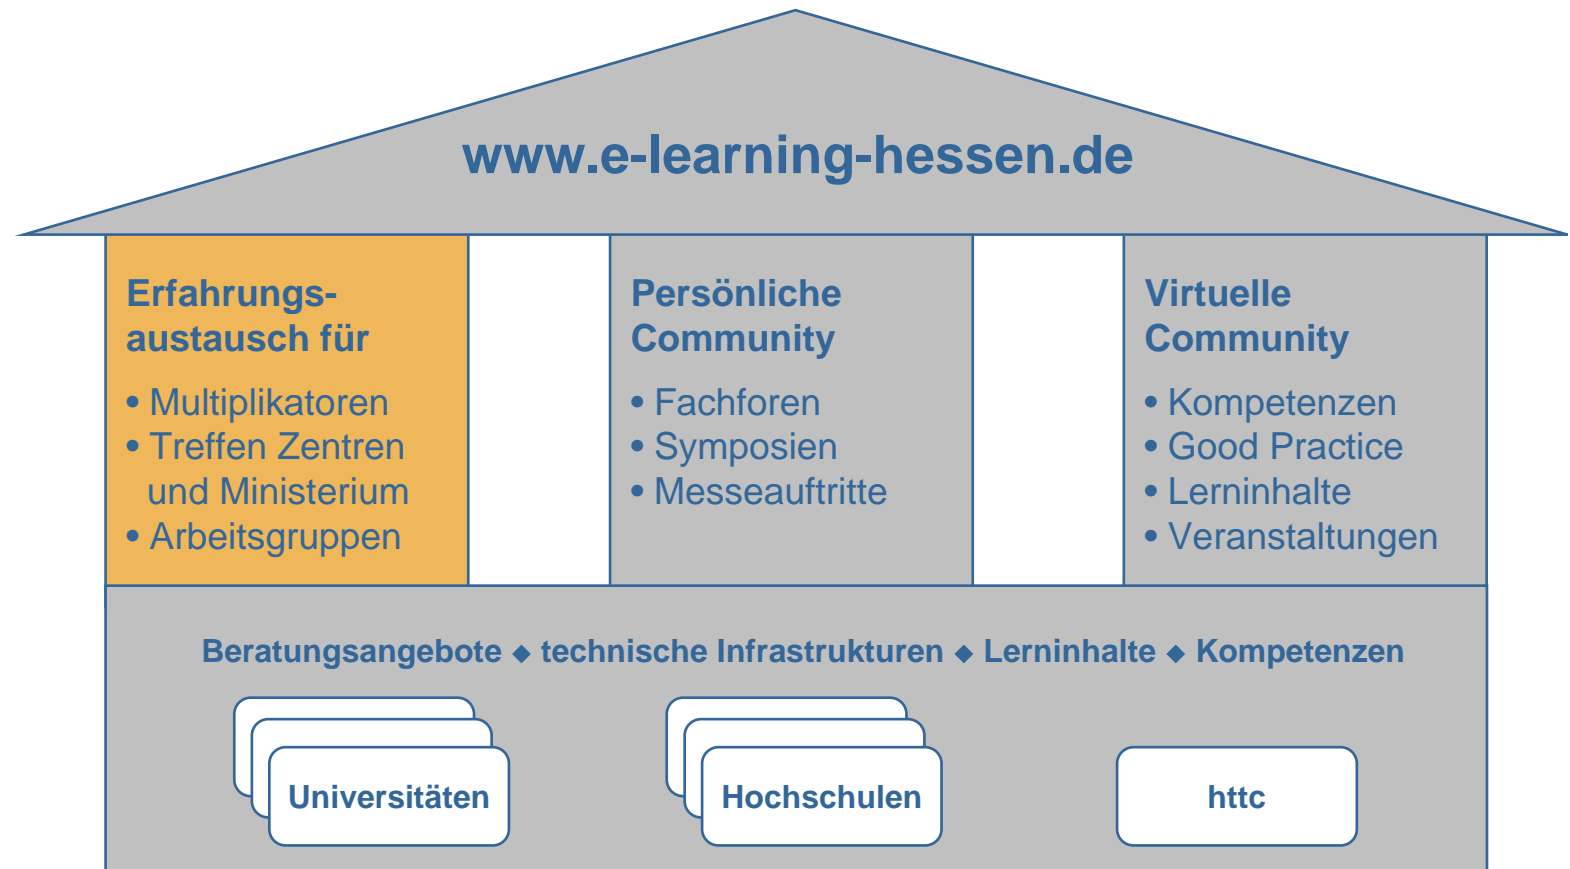 www.e-learning-hessen.de
Erfahrungs-
austausch für
• Multiplikatoren
• Treffen Zentren
und Ministerium
• Arbeitsgruppen
Persönliche
Community
• Fachforen
• Symposien
• Messeauftritte
Virtuelle
Community
• Kompetenzen
• Good Practice
• Lerninhalte
• Veranstaltungen
Beratungsangebote ◆ technische Infrastrukturen ◆ Lerninhalte ◆ Kompetenzen
Universitäten
Hochschulen
httc